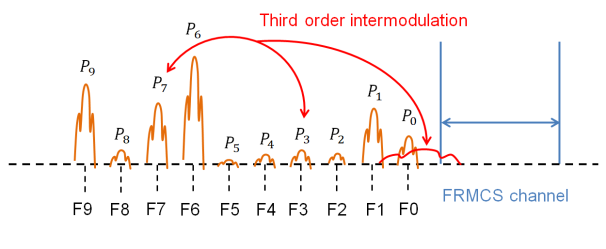 Third order intermodulation
P6
P9
P7
P1
P0
P8
P3
P2
P4
P5
FRMCS channel
F9 F8 F7 F6 F5 F4 F3 F2 F1 F0